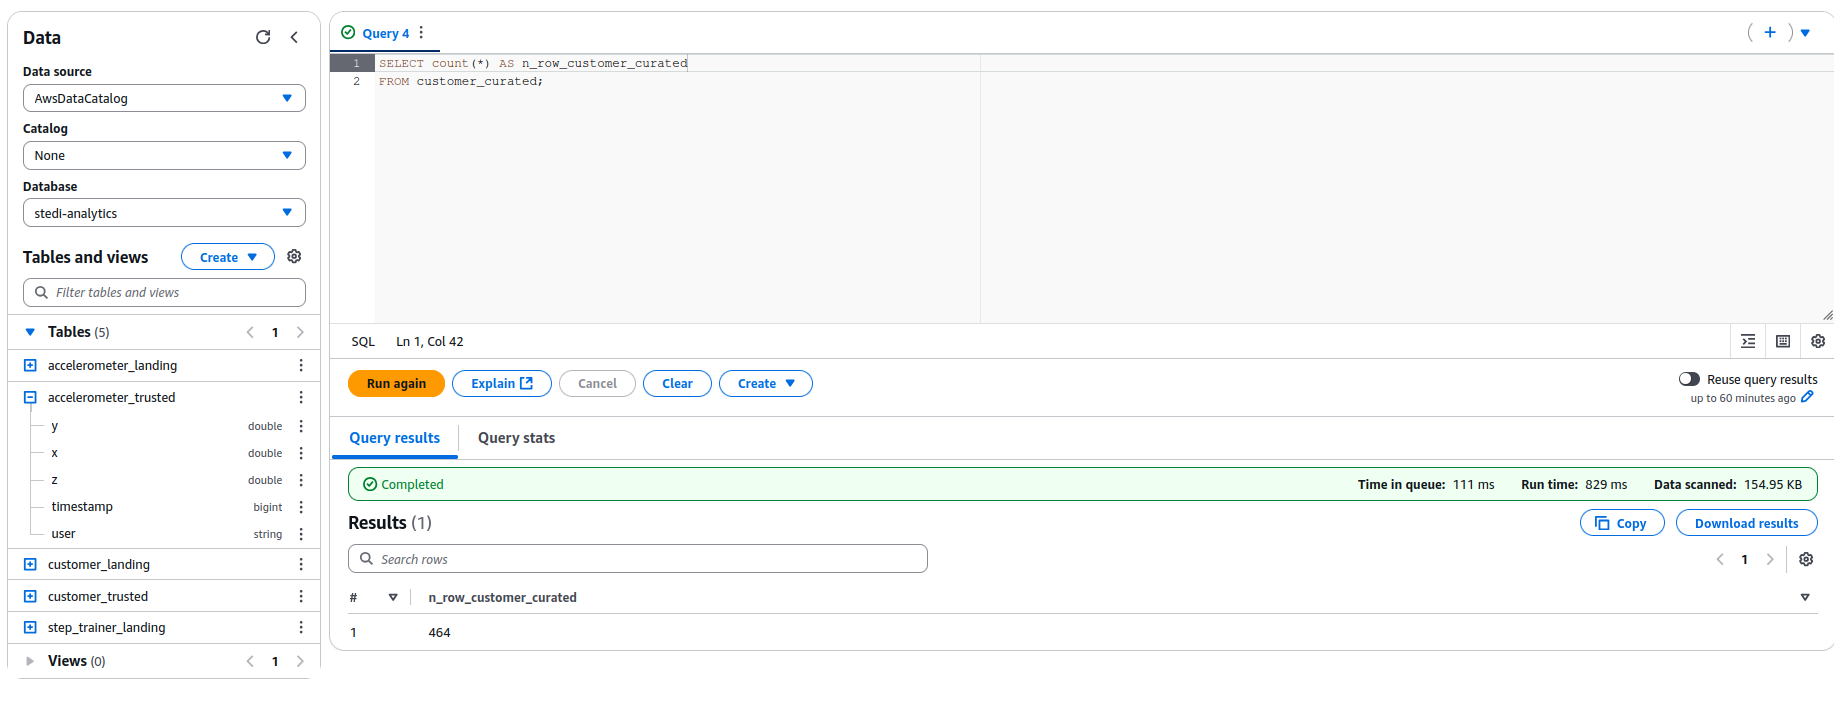 Data
Data source
AwsDataCatalog
Catalog
None
Database
stedi-analytics
Tables and views
Create
Filter tables and views
Tables (5)
1
accelerometer_landing
accelerometer_trusted
y double
x double
z double
timestamp bigint
user string
customer_landing
customer_trusted
step_trainer_landing
Views (0)
1
Query 4
1 SELECT count(*) AS n_row_customer_curated
2 FROM customer_curated;
SQL Ln 1, Col 42
Run again Explain Cancel Clear Create
Reuse query results
up to 60 minutes ago
Query results Query stats
Completed Time in queue: 111 ms Run time: 829 ms Data scanned: 154.95 KB
Results (1) Copy Download results
Search rows
1
# n_row_customer_curated
1 464